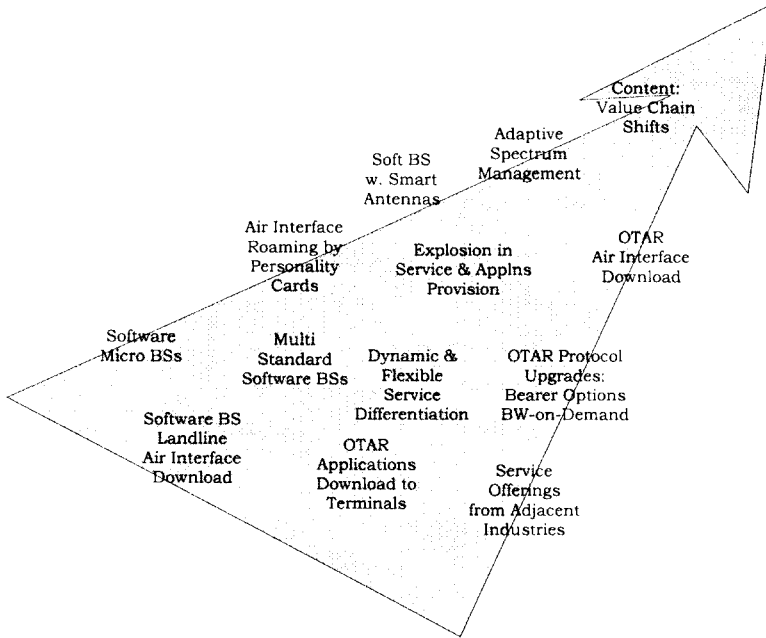 Content:
Value Chain
Shifts
Adaptive
Spectrum
Management
Soft BS
w. Smart
Antennas
Air Interface
Roaming by
Personality
Cards
Explosion in
Service & Applns
Provision
OTAR
Air Interface
Download
Software
Micro BSs
Multi
Standard
Software BSs
Dynamic &
Flexible
Service
Differentiation
OTAR Protocol
Upgrades:
Bearer Options
BW-on-Demand
Software BS
Landline
Air Interface
Download
OTAR
Applications
Download to
Terminals
Service
Offerings
from Adjacent
Industries